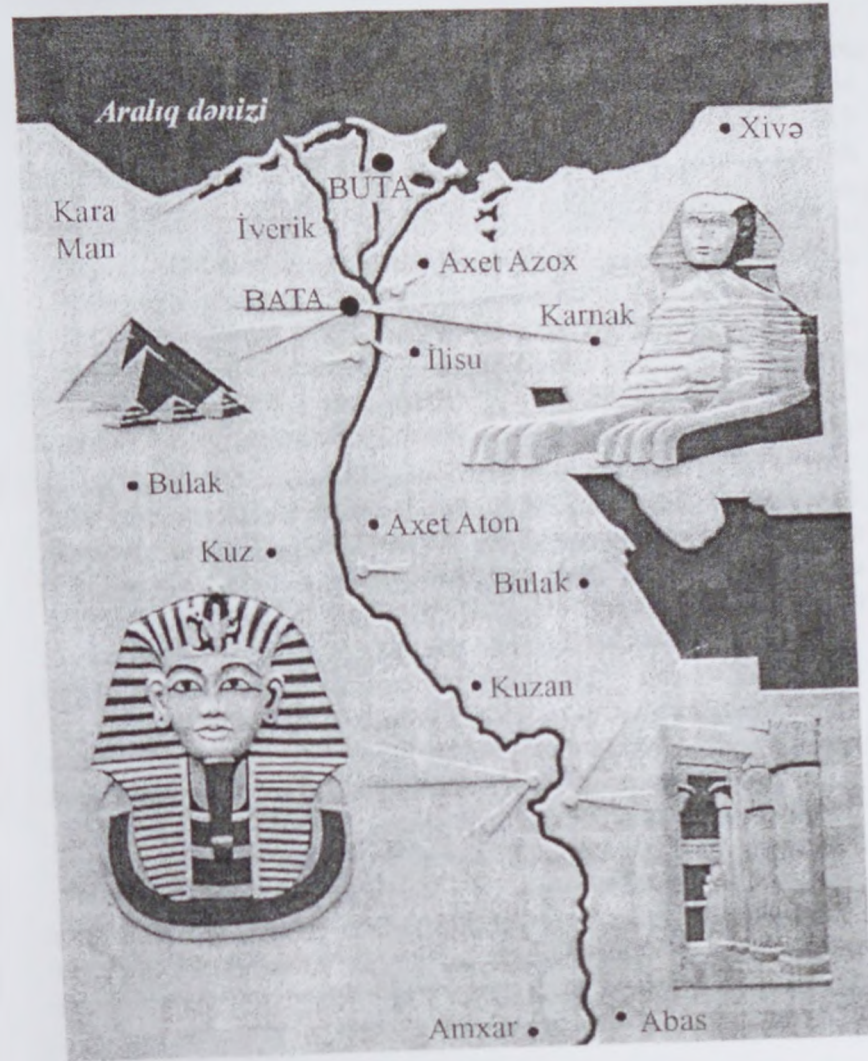 Aralıq dənizi
Xivə
BUTA
Kara
Man
İverik
Axet Azox
BATA
Karnak
İlisu
Bulak
Axet Aton
Kuz
Bulak
Kuzan
Amxar
Abas